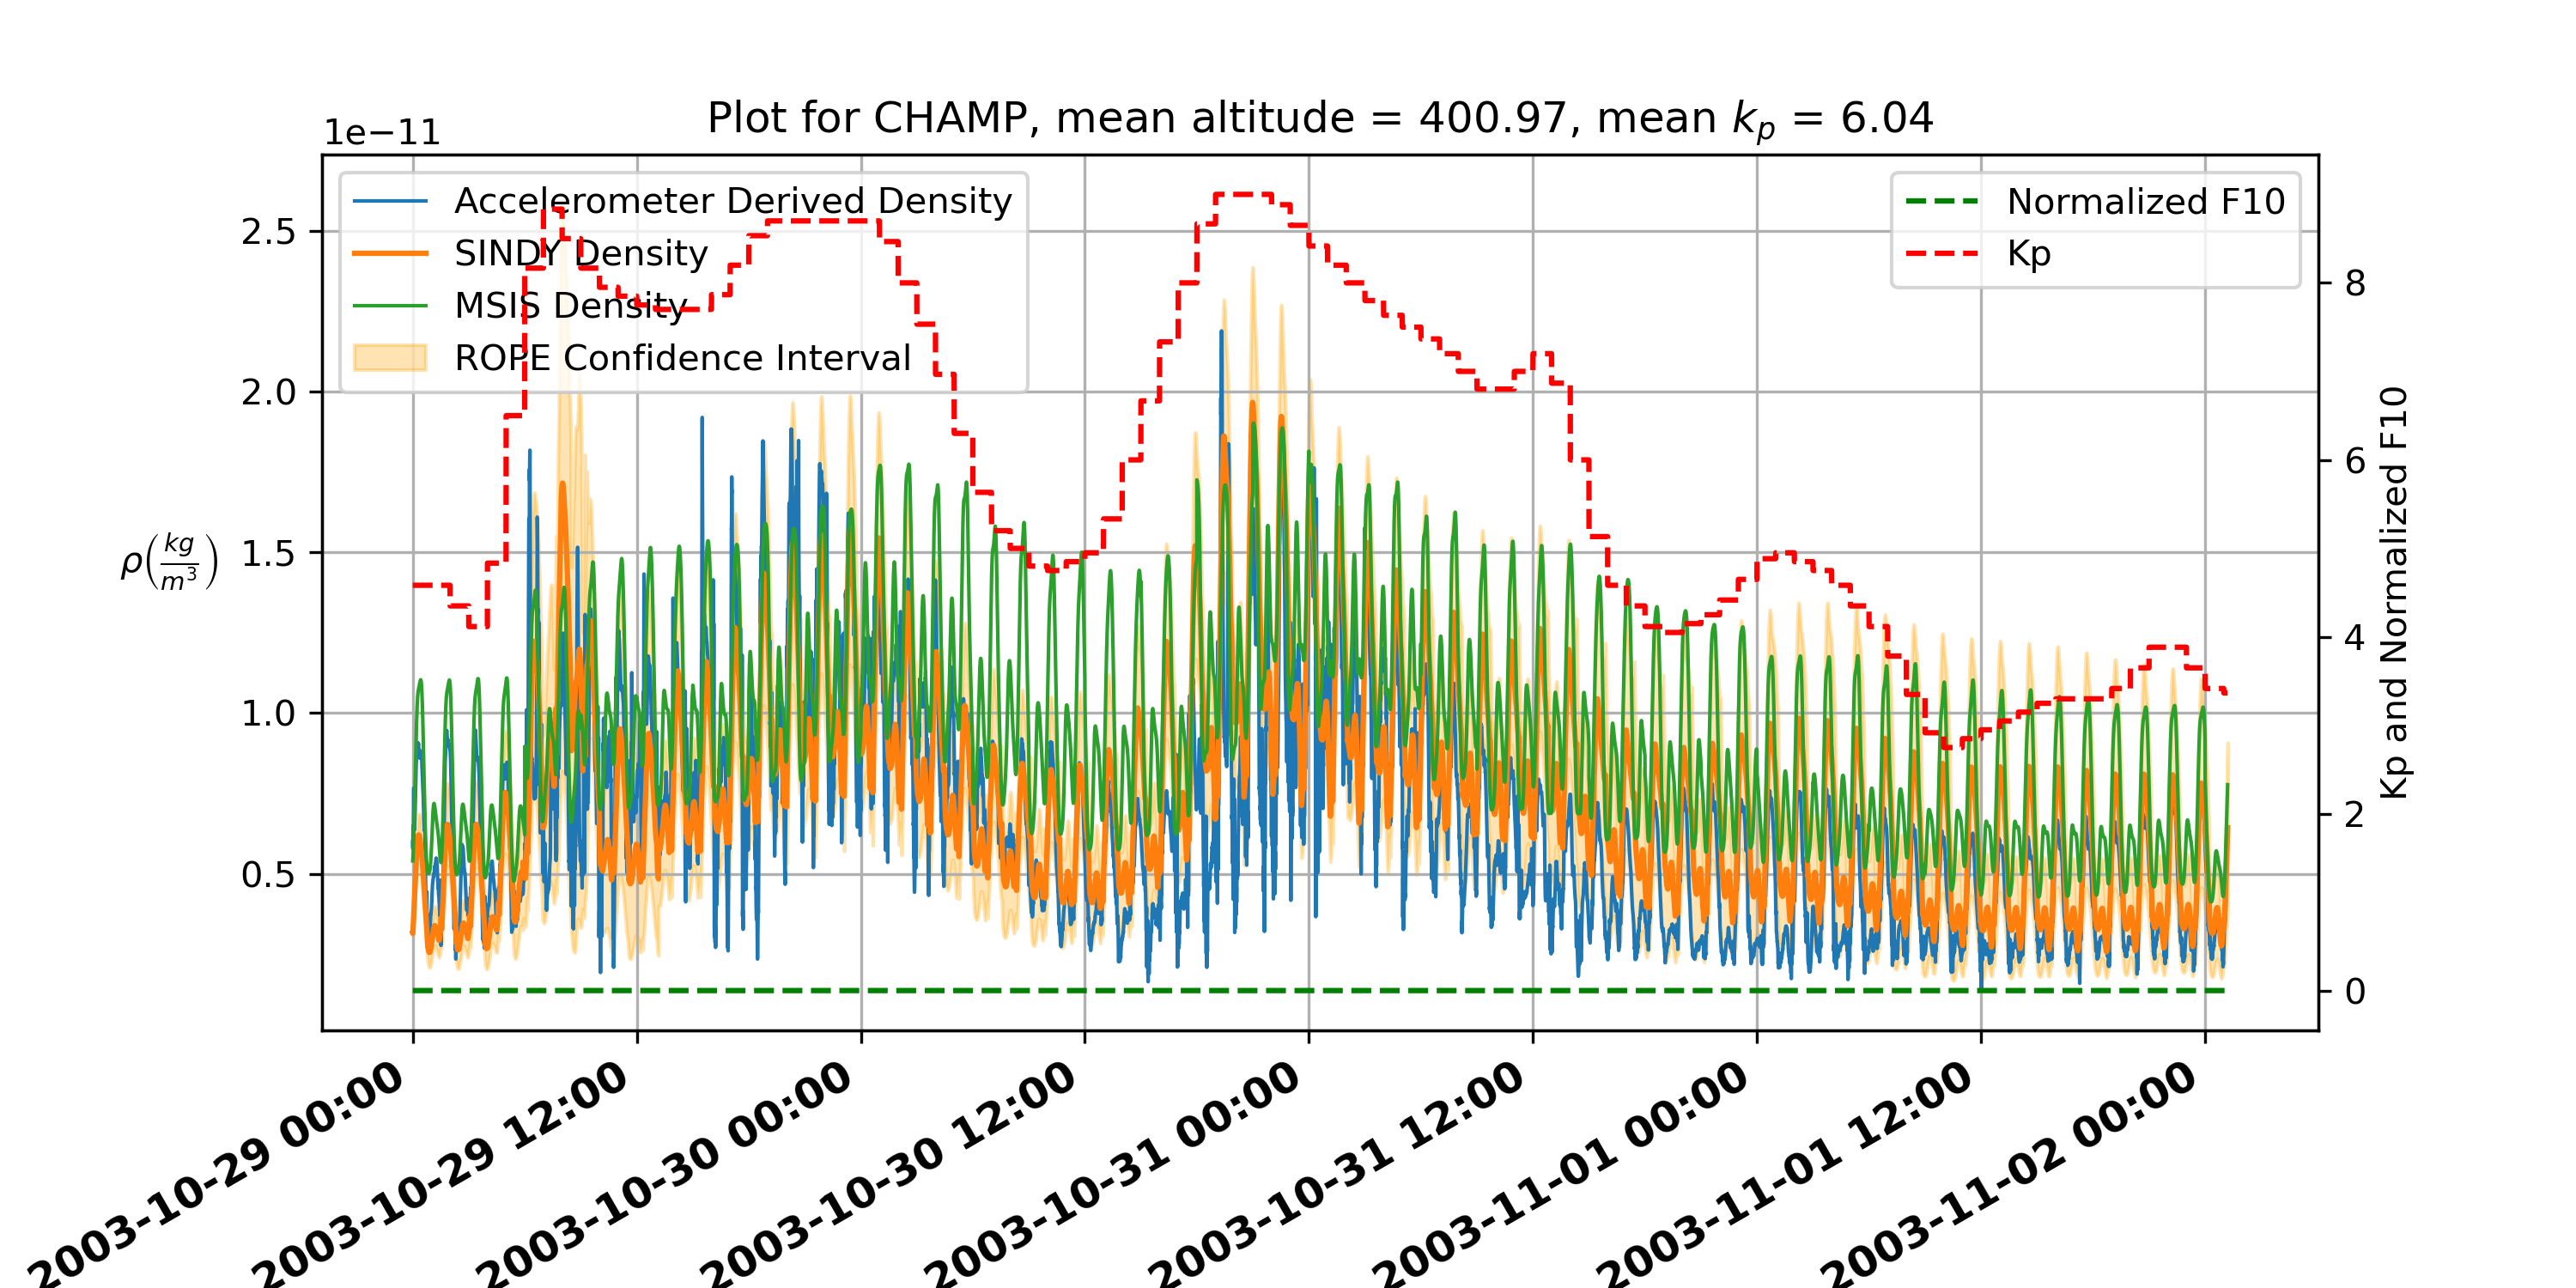 Plot for CHAMP, mean altitude = 400.97, mean kₚ = 6.04
1e−11
Accelerometer Derived Density
SINDY Density
MSIS Density
ROPE Confidence Interval
Normalized F10
Kp
2.5
2.0
1.5
1.0
0.5
ρ(kg/m³)
8
6
4
2
0
Kp and Normalized F10
2003-10-29 00:00
2003-10-29 12:00
2003-10-30 00:00
2003-10-30 12:00
2003-10-31 00:00
2003-10-31 12:00
2003-11-01 00:00
2003-11-01 12:00
2003-11-02 00:00